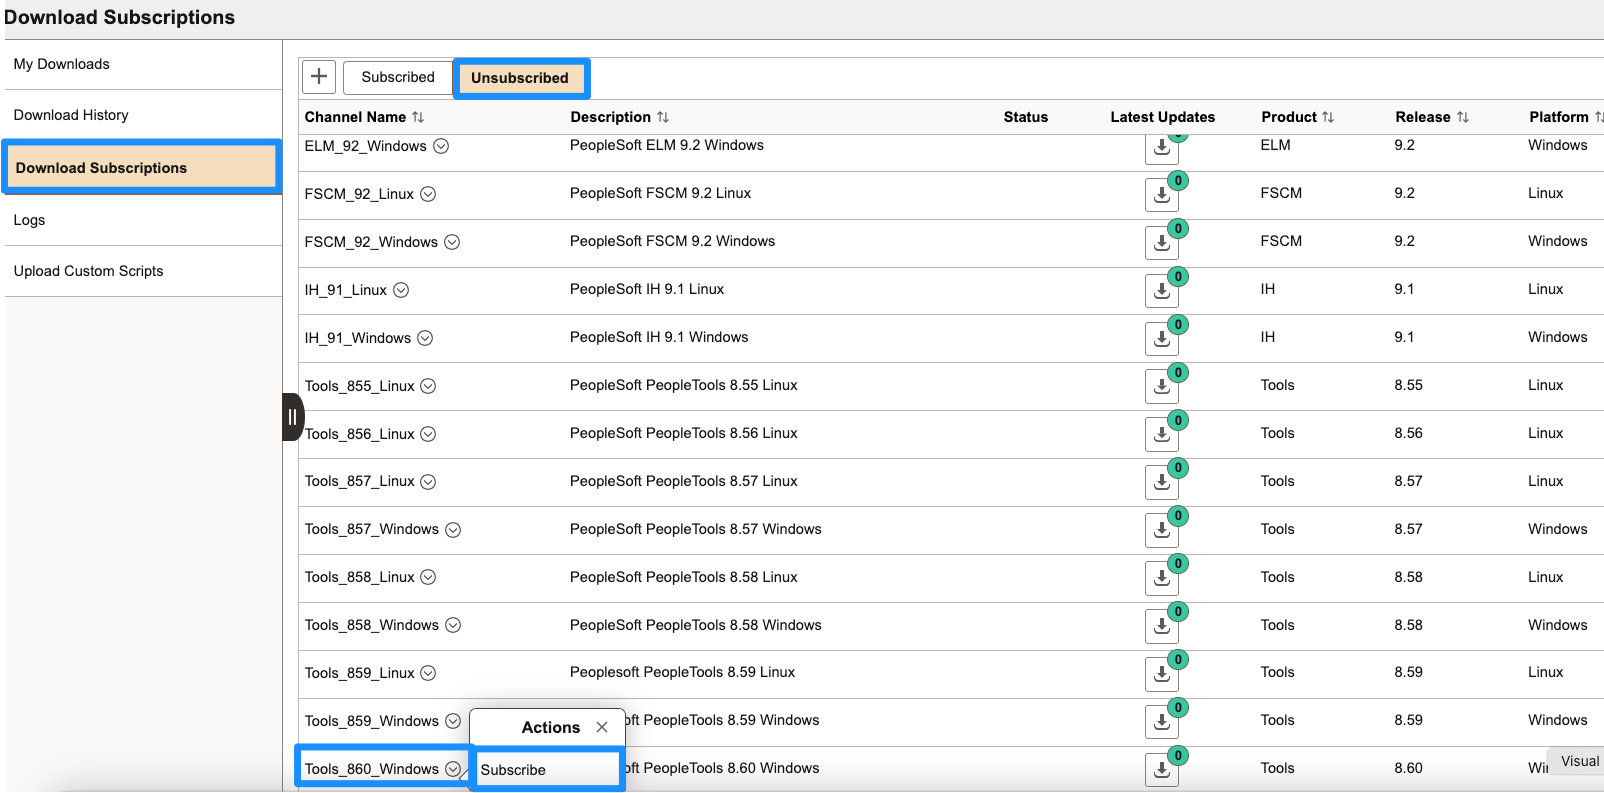 Download Subscriptions
My Downloads
Download History
Download Subscriptions
Logs
Upload Custom Scripts
Subscribed Unsubscribed
Channel Name Description Status Latest Updates Product Release Platform
ELM_92_Windows PeopleSoft ELM 9.2 Windows 0 ELM 9.2 Windows
FSCM_92_Linux PeopleSoft FSCM 9.2 Linux 0 FSCM 9.2 Linux
FSCM_92_Windows PeopleSoft FSCM 9.2 Windows 0 FSCM 9.2 Windows
IH_91_Linux PeopleSoft IH 9.1 Linux 0 IH 9.1 Linux
IH_91_Windows PeopleSoft IH 9.1 Windows 0 IH 9.1 Windows
Tools_855_Linux PeopleSoft PeopleTools 8.55 Linux 0 Tools 8.55 Linux
Tools_856_Linux PeopleSoft PeopleTools 8.56 Linux 0 Tools 8.56 Linux
Tools_857_Linux PeopleSoft PeopleTools 8.57 Linux 0 Tools 8.57 Linux
Tools_857_Windows PeopleSoft PeopleTools 8.57 Windows 0 Tools 8.57 Windows
Tools_858_Linux PeopleSoft PeopleTools 8.58 Linux 0 Tools 8.58 Linux
Tools_858_Windows PeopleSoft PeopleTools 8.58 Windows 0 Tools 8.58 Windows
Tools_859_Linux Peoplesoft PeopleTools 8.59 Linux 0 Tools 8.59 Linux
Tools_859_Windows PeopleTools 8.59 Windows 0 Tools 8.59 Windows
Actions
Tools_860_Windows Subscribe PeopleTools 8.60 Windows 0 Tools 8.60
Visual